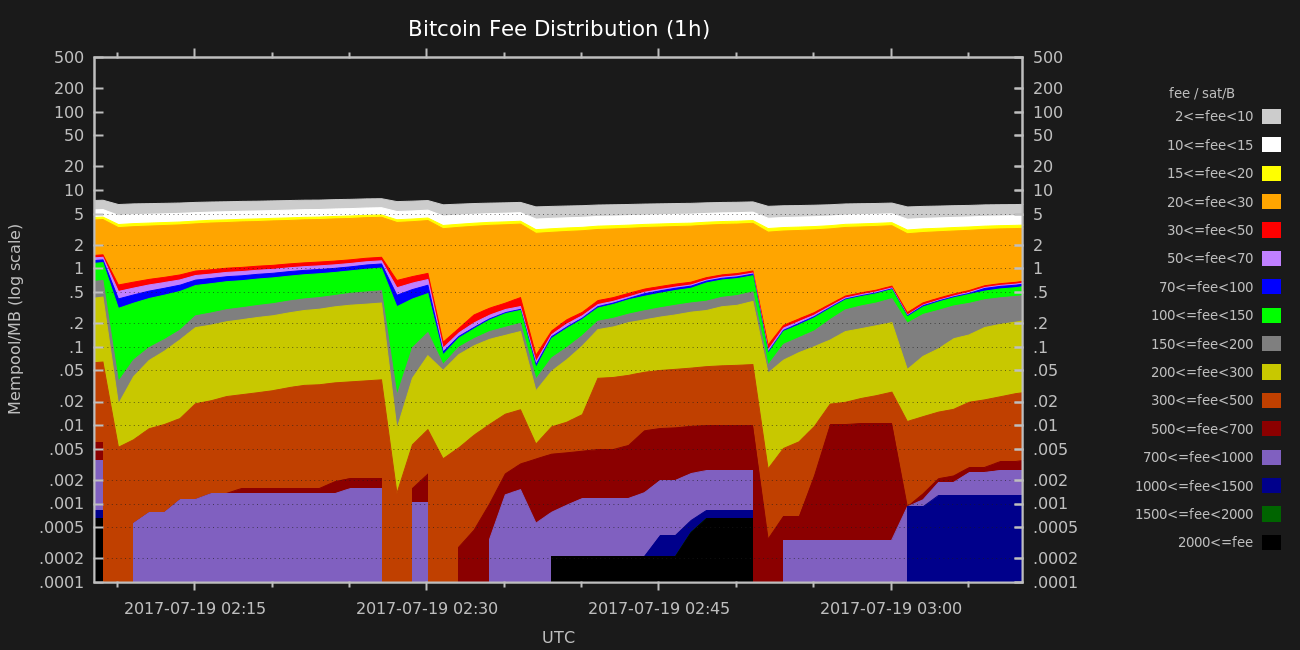 Bitcoin Fee Distribution (1h)
500 500
200 200
100 100
50 50
20 20
10 10
5 5
2 2
1 1
.5 .5
.2 .2
.1 .1
.05 .05
.02 .02
.01 .01
.005 .005
.002 .002
.001 .001
.0005 .0005
.0002 .0002
.0001 .0001
Mempool/MB (log scale)
2017-07-19 02:15 2017-07-19 02:30 2017-07-19 02:45 2017-07-19 03:00
UTC
fee / sat/B
2<=fee<10
10<=fee<15
15<=fee<20
20<=fee<30
30<=fee<50
50<=fee<70
70<=fee<100
100<=fee<150
150<=fee<200
200<=fee<300
300<=fee<500
500<=fee<700
700<=fee<1000
1000<=fee<1500
1500<=fee<2000
2000<=fee